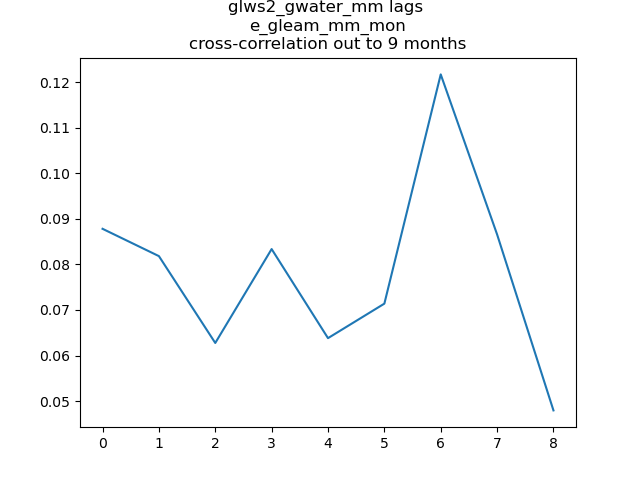 glws2_gwater_mm lags
e_gleam_mm_mon
cross-correlation out to 9 months
0.12
0.11
0.10
0.09
0.08
0.07
0.06
0.05
0 1 2 3 4 5 6 7 8